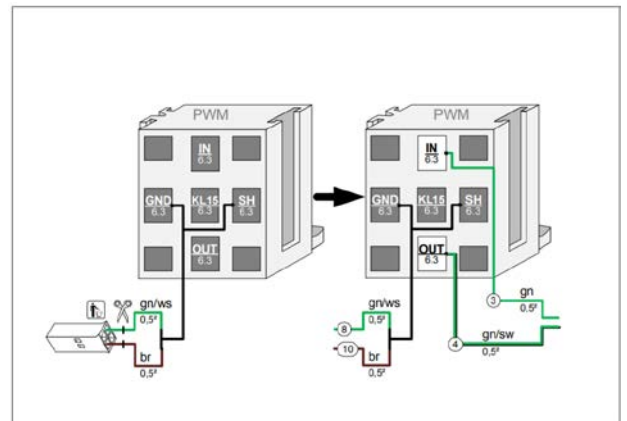 PWM
IN
6.3
GND KL15 SH
6.3 6.3 6.3
OUT
6.3
gn/ws
0,5²
br
0,5²
PWM
IN
6.3
GND KL15 SH
6.3 6.3 6.3
OUT
6.3
3 gn
0,5²
gn/ws
8
0,5²
gn/sw
4
0,5²
10 br
0,5²